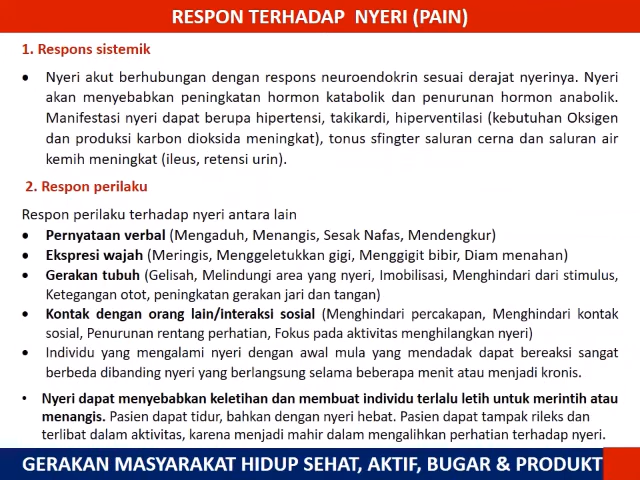 RESPON TERHADAP NYERI (PAIN)
1. Respons sistemik
• Nyeri akut berhubungan dengan respons neuroendokrin sesuai derajat nyerinya. Nyeri
akan menyebabkan peningkatan hormon katabolik dan penurunan hormon anabolik.
Manifestasi nyeri dapat berupa hipertensi, takikardi, hiperventilasi (kebutuhan Oksigen
dan produksi karbon dioksida meningkat), tonus sfingter saluran cerna dan saluran air
kemih meningkat (ileus, retensi urin).
2. Respon perilaku
Respon perilaku terhadap nyeri antara lain
• Pernyataan verbal (Mengaduh, Menangis, Sesak Nafas, Mendengkur)
• Ekspresi wajah (Meringis, Menggeletukkan gigi, Menggigit bibir, Diam menahan)
• Gerakan tubuh (Gelisah, Melindungi area yang nyeri, Imobilisasi, Menghindari dari stimulus,
Ketegangan otot, peningkatan gerakan jari dan tangan)
• Kontak dengan orang lain/interaksi sosial (Menghindari percakapan, Menghindari kontak
sosial, Penurunan rentang perhatian, Fokus pada aktivitas menghilangkan nyeri)
• Individu yang mengalami nyeri dengan awal mula yang mendadak dapat bereaksi sangat
berbeda dibanding nyeri yang berlangsung selama beberapa menit atau menjadi kronis.
• Nyeri dapat menyebabkan keletihan dan membuat individu terlalu letih untuk merintih atau
menangis. Pasien dapat tidur, bahkan dengan nyeri hebat. Pasien dapat tampak rileks dan
terlibat dalam aktivitas, karena menjadi mahir dalam mengalihkan perhatian terhadap nyeri.
GERAKAN MASYARAKAT HIDUP SEHAT, AKTIF, BUGAR & PRODUKT